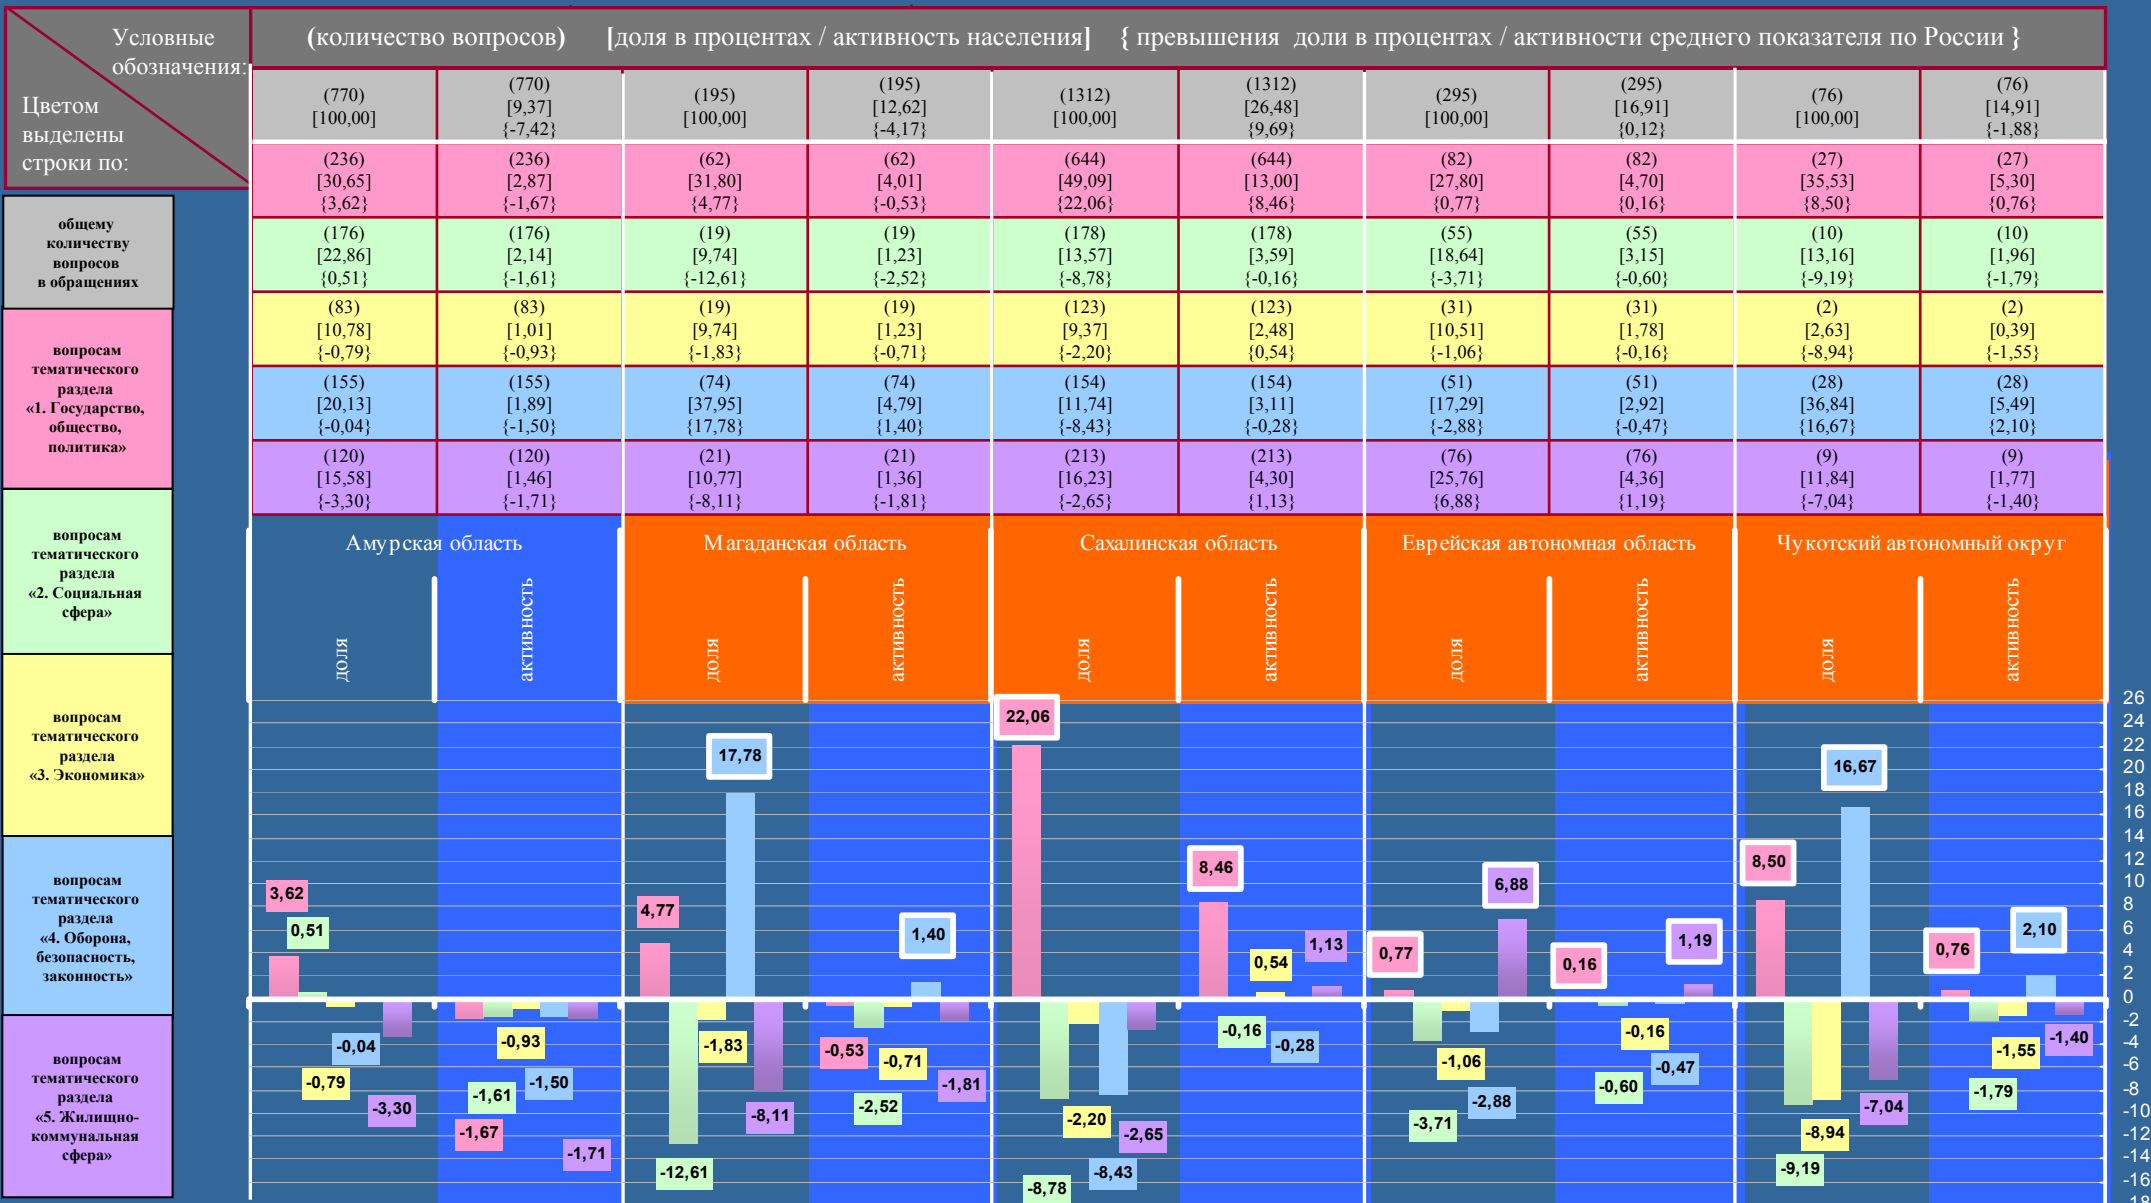 Условные
обозначения:
Цветом
выделены
строки по:
(количество вопросов) [доля в процентах / активность населения] { превышения доли в процентах / активности среднего показателя по России }
(770) (770) (195) (195) (1312) (1312) (295) (295) (76) (76)
[100,00] [9,37] [100,00] [12,62] [100,00] [26,48] [100,00] [16,91] [100,00] [14,91]
{-7,42} {-4,17} {9,69} {0,12} {-1,88}
(236) (236) (62) (62) (644) (644) (82) (82) (27) (27)
[30,65] [2,87] [31,80] [4,01] [49,09] [13,00] [27,80] [4,70] [35,53] [5,30]
{3,62} {-1,67} {4,77} {-0,53} {22,06} {8,46} {0,77} {0,16} {8,50} {0,76}
(176) (176) (19) (19) (178) (178) (55) (55) (10) (10)
[22,86] [2,14] [9,74] [1,23] [13,57] [3,59] [18,64] [3,15] [13,16] [1,96]
{0,51} {-1,61} {-12,61} {-2,52} {-8,78} {-0,16} {-3,71} {-0,60} {-9,19} {-1,79}
(83) (83) (19) (19) (123) (123) (31) (31) (2) (2)
[10,78] [1,01] [9,74] [1,23] [9,37] [2,48] [10,51] [1,78] [2,63] [0,39]
{-0,79} {-0,93} {-1,83} {-0,71} {-2,20} {0,54} {-1,06} {-0,16} {-8,94} {-1,55}
(155) (155) (74) (74) (154) (154) (51) (51) (28) (28)
[20,13] [1,89] [37,95] [4,79] [11,74] [3,11] [17,29] [2,92] [36,84] [5,49]
{-0,04} {-1,50} {17,78} {1,40} {-8,43} {-0,28} {-2,88} {-0,47} {16,67} {2,10}
(120) (120) (21) (21) (213) (213) (76) (76) (9) (9)
[15,58] [1,46] [10,77] [1,36] [16,23] [4,30] [25,76] [4,36] [11,84] [1,77]
{-3,30} {-1,71} {-8,11} {-1,81} {-2,65} {1,13} {6,88} {1,19} {-7,04} {-1,40}
общему
количеству
вопросов
в обращениях
вопросам
тематического
раздела
«1. Государство,
общество,
политика»
вопросам
тематического
раздела
«2. Социальная
сфера»
вопросам
тематического
раздела
«3. Экономика»
вопросам
тематического
раздела
«4. Оборона,
безопасность,
законность»
вопросам
тематического
раздела
«5. Жилищно-
коммунальная
сфера»
Амурская область Магаданская область Сахалинская область Еврейская автономная область Чукотский автономный округ
доля активность доля активность доля активность доля активность доля активность
3,62
0,51
-0,04
-0,79
-3,30
-0,93
-1,50
-1,61
-1,67
-1,71
17,78
4,77
-1,83
-8,11
-12,61
1,40
-0,53
-0,71
-1,81
-2,52
22,06
-2,20
-2,65
-8,43
-8,78
8,46
1,13
0,54
-0,16
-0,28
6,88
0,77
-1,06
-2,88
-3,71
1,19
0,16
-0,16
-0,47
-0,60
16,67
8,50
-7,04
-8,94
-9,19
2,10
0,76
-1,40
-1,55
-1,79
26
24
22
20
18
16
14
12
10
8
6
4
2
0
-2
-4
-6
-8
-10
-12
-14
-16
-18